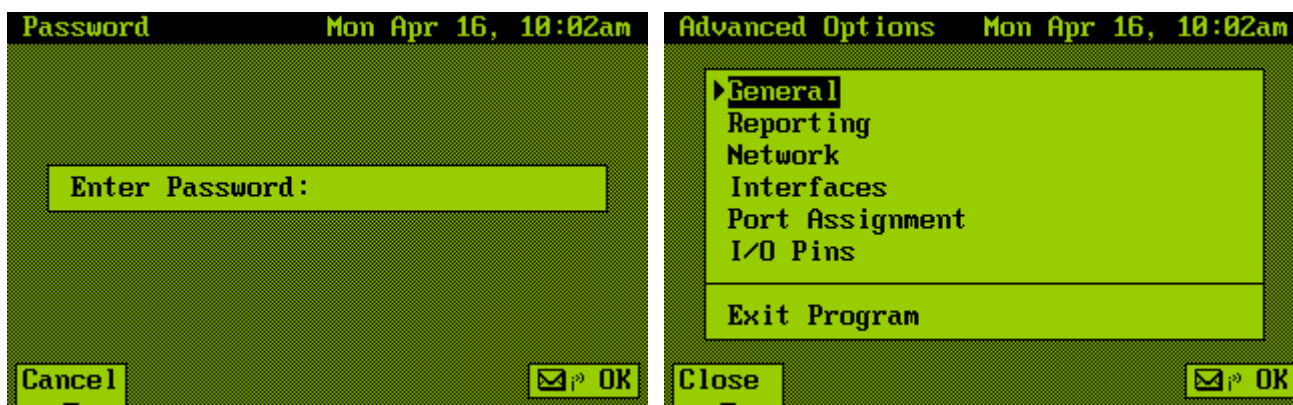 Password Mon Apr 16, 10:02am
Enter Password:
Cancel OK
Advanced Options Mon Apr 16, 10:02am
General
Reporting
Network
Interfaces
Port Assignment
I/O Pins
Exit Program
Close OK